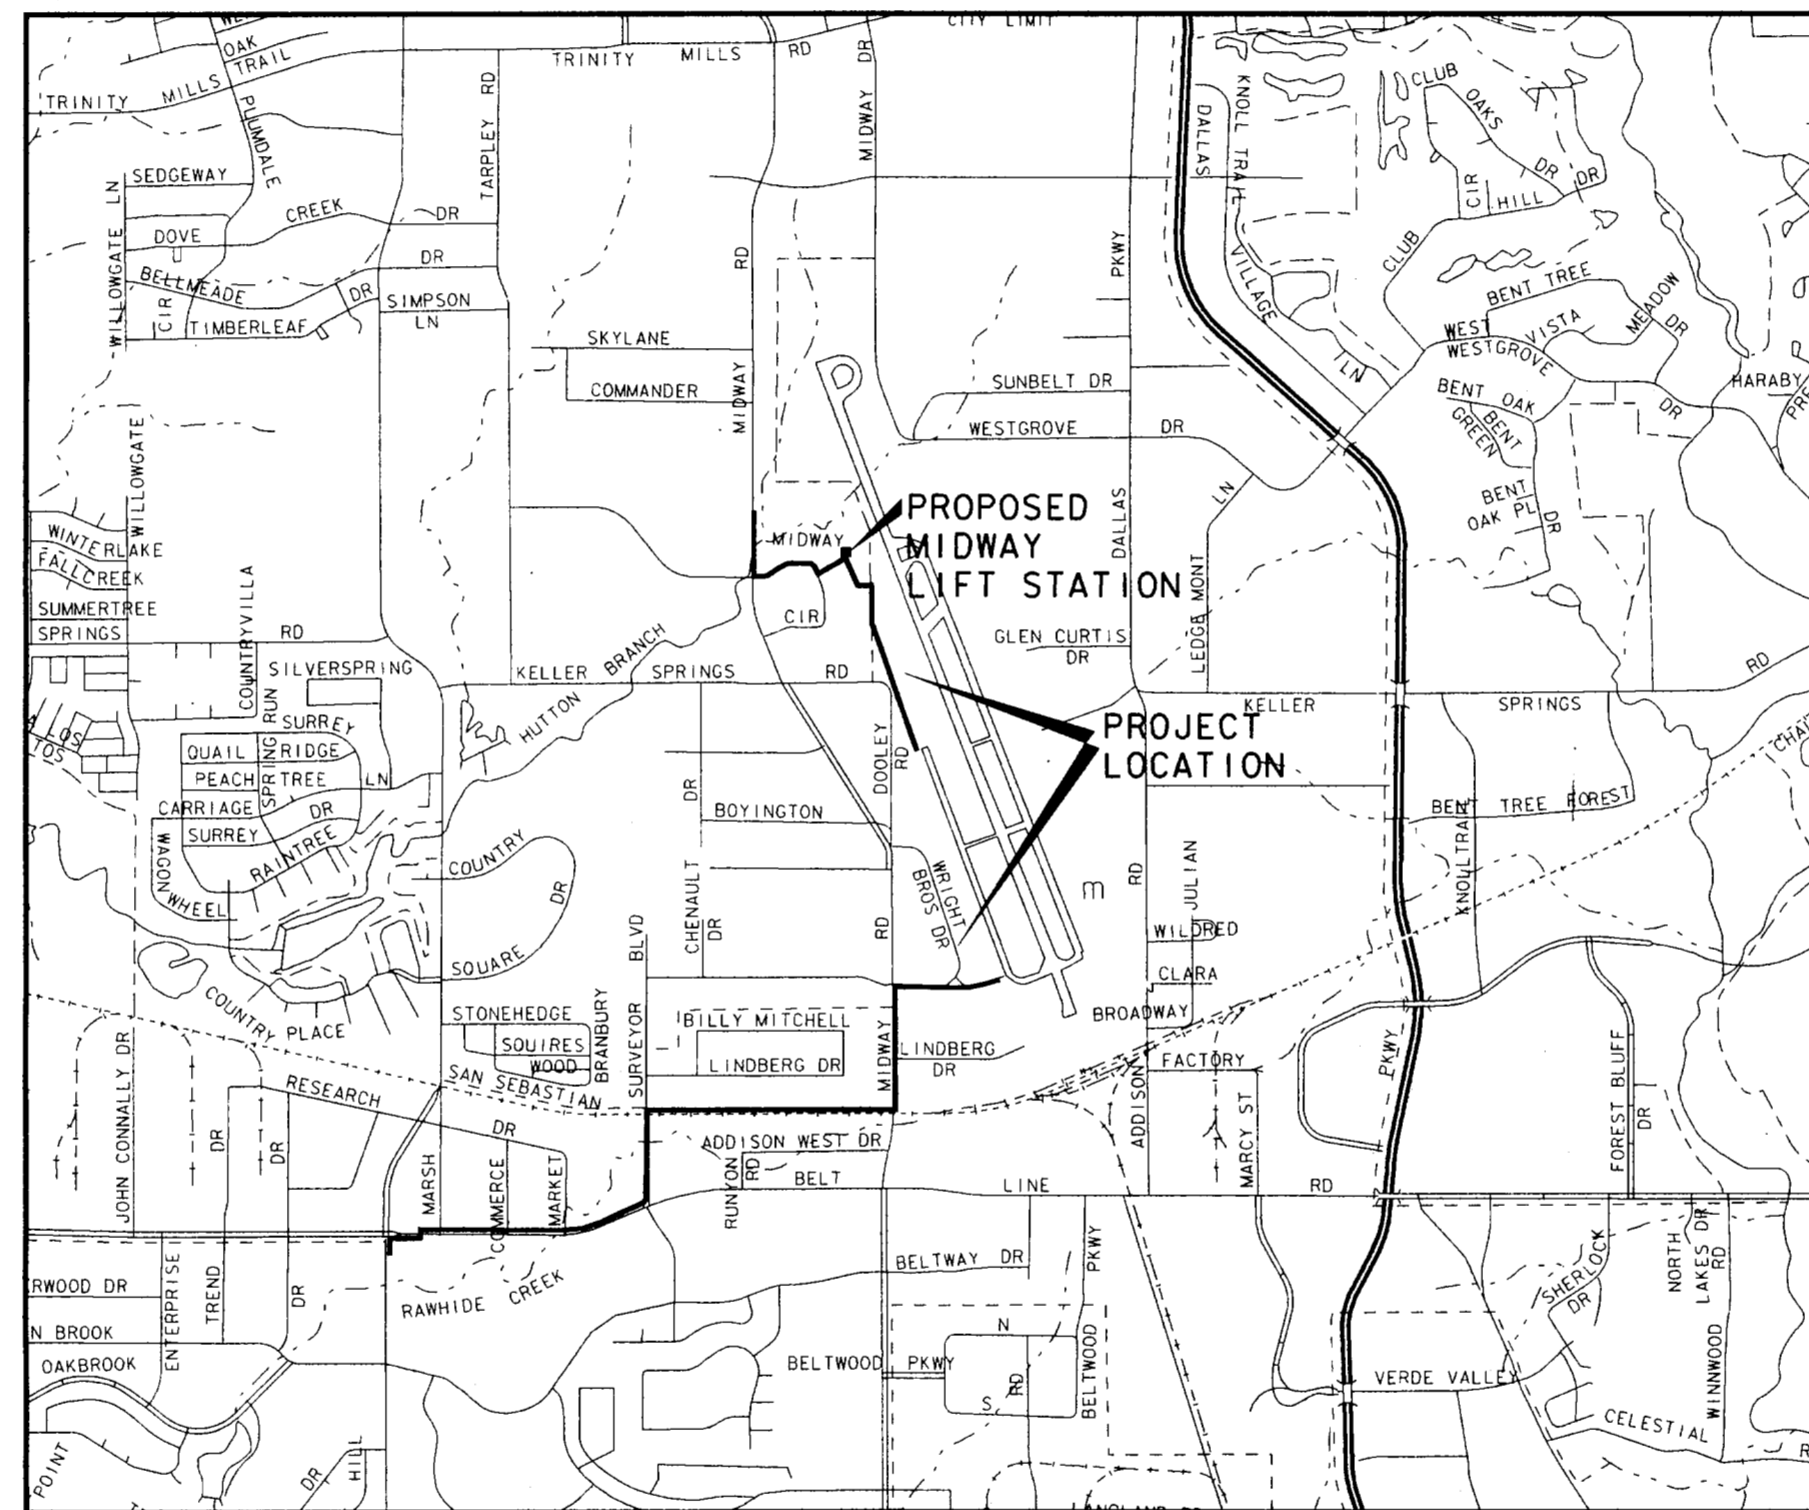 CITY LIMIT
OAK
TRAIL
TRINITY MILLS RD
TRINITY MILLS
PLUMDALE
TARPLEY RD
MIDWAY DR
DALLAS
KNOLL TRAIL
CLUB
OAKS
DR
DR
CIR
HILL
SEDGEWAY
WILLOWGATE LN
CREEK
DR
DOVE
DR
BELLMEADE
DR
CIR
TIMBERLEAF
SIMPSON
LN
RD
PKWY
VILLAGE
CLUB
BENT TREE
MEADOW
DR
WEST
VISTA
WESTGROVE
SKYLANE
COMMANDER
MIDWAY
SUNBELT DR
LN
BENT OAK
DR
HARABY
WESTGROVE DR
BENT
GREEN
WILLOWGATE
LN
BENT
OAK PL
DR
WINTERLAKE
FALLCREEK
SUMMERTREE
SPRINGS RD
COUNTRYVILLA
MIDWAY
PROPOSED
MIDWAY
LIFT STATION
DALLAS
CIR
GLEN CURTIS
DR
LEDGE MONT
RD
SILVERSPRING
KELLER SPRINGS RD
HUTTON BRANCH
KELLER SPRINGS
LOS
TOS
SPRING RUN
SURREY
QUAIL RIDGE
PEACH TREE LN
CARRIAGE DR
SURREY
RAINTREE
WAGON
WHEEL
DOOLEY
RD
PROJECT
LOCATION
DR
BOYINGTON
BENT TREE FOREST
KNOLLTRAIL
COUNTRY
DR
SQUARE
CHENAULT
DR
WRIGHT
BROS DR
RD
m
RD
JULIAN
WILDRED
CLARA
BROADWAY
COUNTRY PLACE
STONEHEDGE
SQUIRES
WOOD
BRANBURY
SURVEYOR BLVD
BILLY MITCHELL
LINDBERG DR
MIDWAY
LINDBERG
DR
FACTORY
ADDISON
MARCY ST
PKWY
FOREST BLUFF
DR
SAN SEBASTIAN
RESEARCH
DR
JOHN CONNALLY DR
DR
DR
MARSH
COMMERCE
MARKET
ADDISON WEST DR
RUNYON
RD
BELT LINE RD
ENTERPRISE
TREND
DR
RAWHIDE CREEK
BELTWAY DR
PKWY
SHERLOCK
DR
NORTH
LAKES DR
RD
RWOOD DR
N BROOK
OAKBROOK
BELTWOOD PKWY
N
RD
S
BELTWOOD
VERDE VALLEY
WINNWOOD
CELESTIAL
POINT
DR
HILL